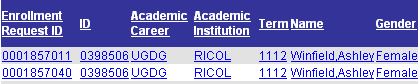 Enrollment Academic Academic
Request ID ID Career Institution Term Name Gender
0001857011 0398506 UGDG RICOL 1112 Winfield,Ashley Female
0001857040 0398506 UGDG RICOL 1112 Winfield,Ashley Female